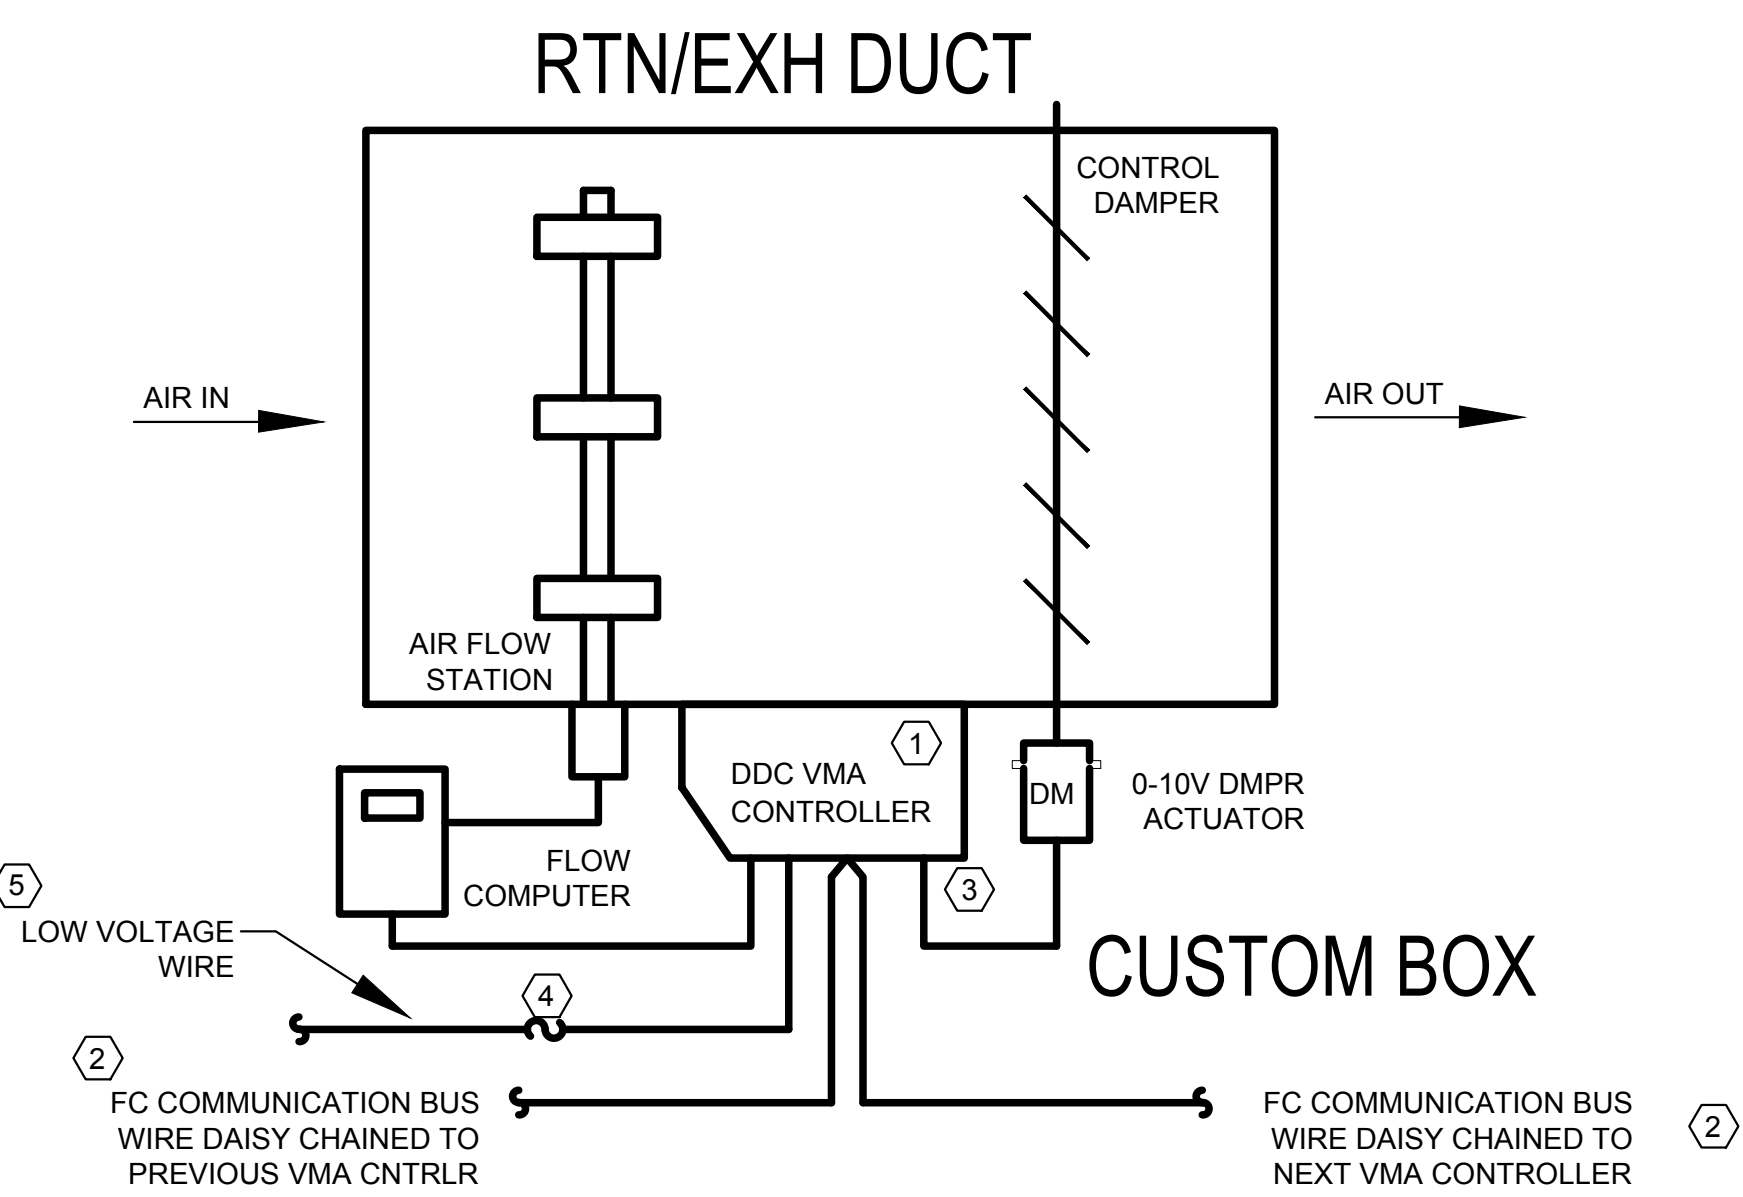 RTN/EXH DUCT
CONTROL
DAMPER
AIR IN
AIR OUT
AIR FLOW
STATION
1
DDC VMA
CONTROLLER
DM
0-10V DMPR
ACTUATOR
FLOW
COMPUTER
3
5
LOW VOLTAGE
WIRE
CUSTOM BOX
4
2
FC COMMUNICATION BUS
WIRE DAISY CHAINED TO
PREVIOUS VMA CNTRLR
FC COMMUNICATION BUS
WIRE DAISY CHAINED TO
NEXT VMA CONTROLLER
2